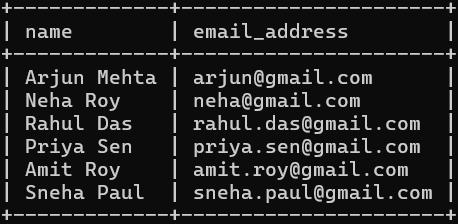 +-------------+----------------------+
| name        | email_address        |
+-------------+----------------------+
| Arjun Mehta | arjun@gmail.com      |
| Neha Roy    | neha@gmail.com       |
| Rahul Das   | rahul.das@gmail.com  |
| Priya Sen   | priya.sen@gmail.com  |
| Amit Roy    | amit.roy@gmail.com   |
| Sneha Paul  | sneha.paul@gmail.com |
+-------------+----------------------+